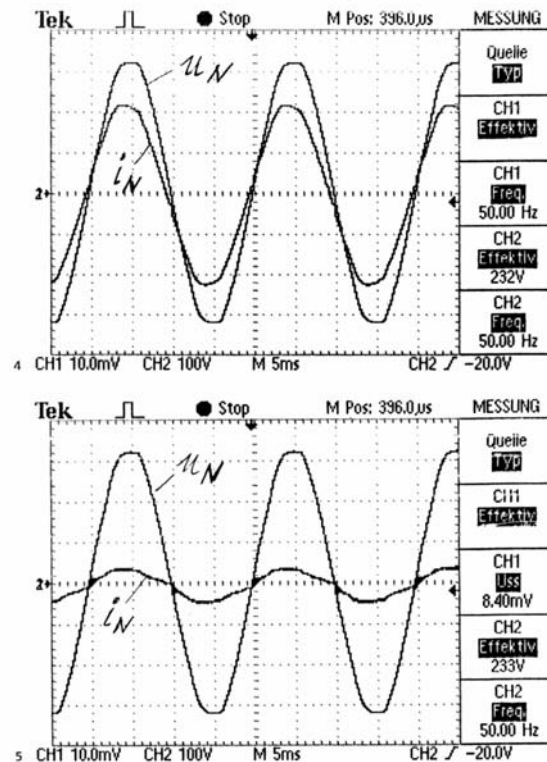 Tek Stop M Pos: 396.0µs MESSUNG
Quelle
Typ
CH1
Effektiv
CH1
Freq.
50.00 Hz
CH2
Effektiv
232V
CH2
Freq.
50.00 Hz
u_N
i_N
2
4 CH1 10.0mV CH2 100V M 5ms CH2 ∫ -20.0V
Tek Stop M Pos: 396.0µs MESSUNG
Quelle
Typ
CH1
Effektiv
CH1
Uss
8.40mV
CH2
Effektiv
233V
CH2
Freq.
50.00 Hz
u_N
i_N
2
5 CH1 10.0mV CH2 100V M 5ms CH2 ∫ -20.0V